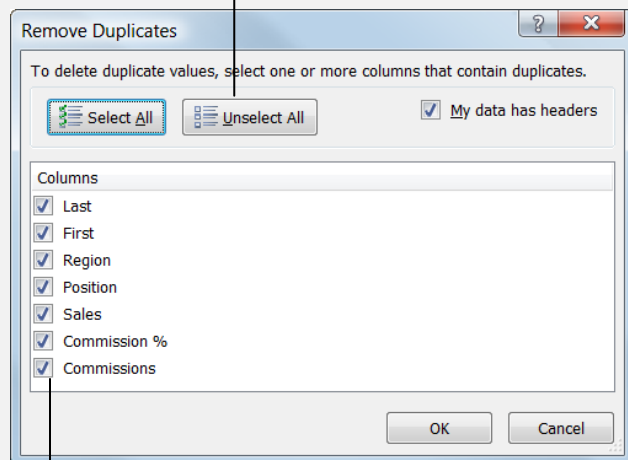 Remove Duplicates
To delete duplicate values, select one or more columns that contain duplicates.
Select All Unselect All My data has headers
Columns
Last
First
Region
Position
Sales
Commission %
Commissions
OK Cancel